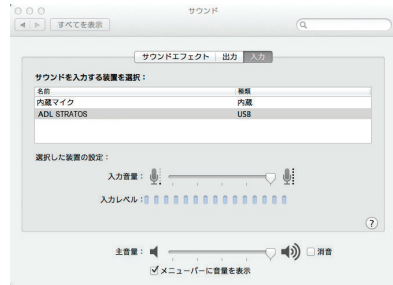 サウンド
すべてを表示
サウンドエフェクト 出力 入力
サウンドを入力する装置を選択：
名前 種類
内蔵マイク 内蔵
ADL STRATOS USB
選択した装置の設定：
入力音量：
入力レベル：
?
主音量： 消音
メニューバーに音量を表示